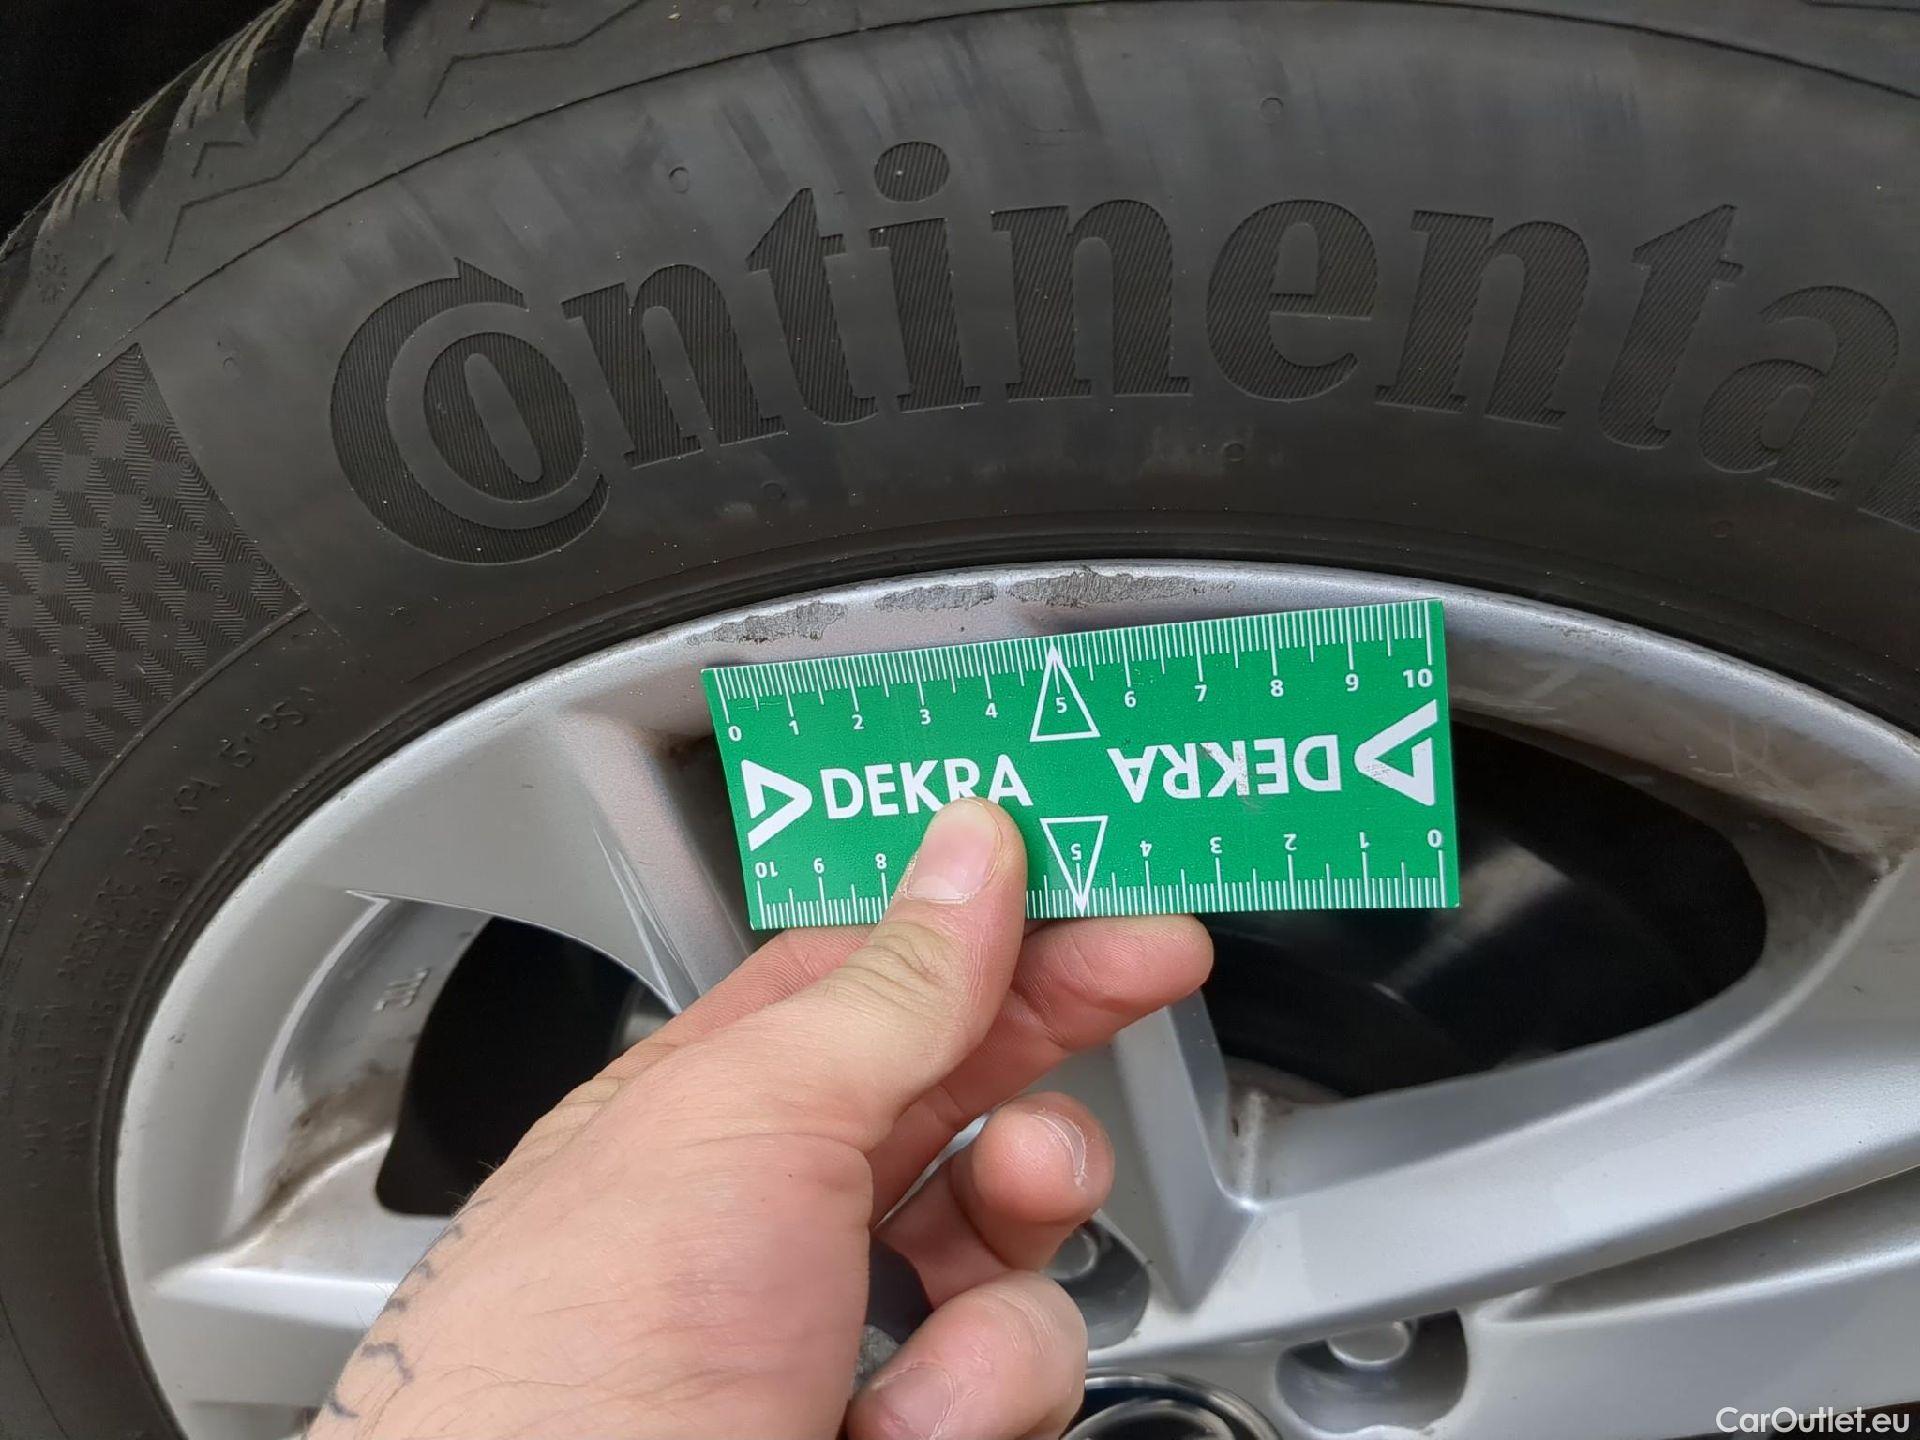 Continenta
0 1 2 3 4 5 6 7 8 9 10
DEKRA DEKRA
10 9 8 5 4 3 2 1 0
CarOutlet.eu